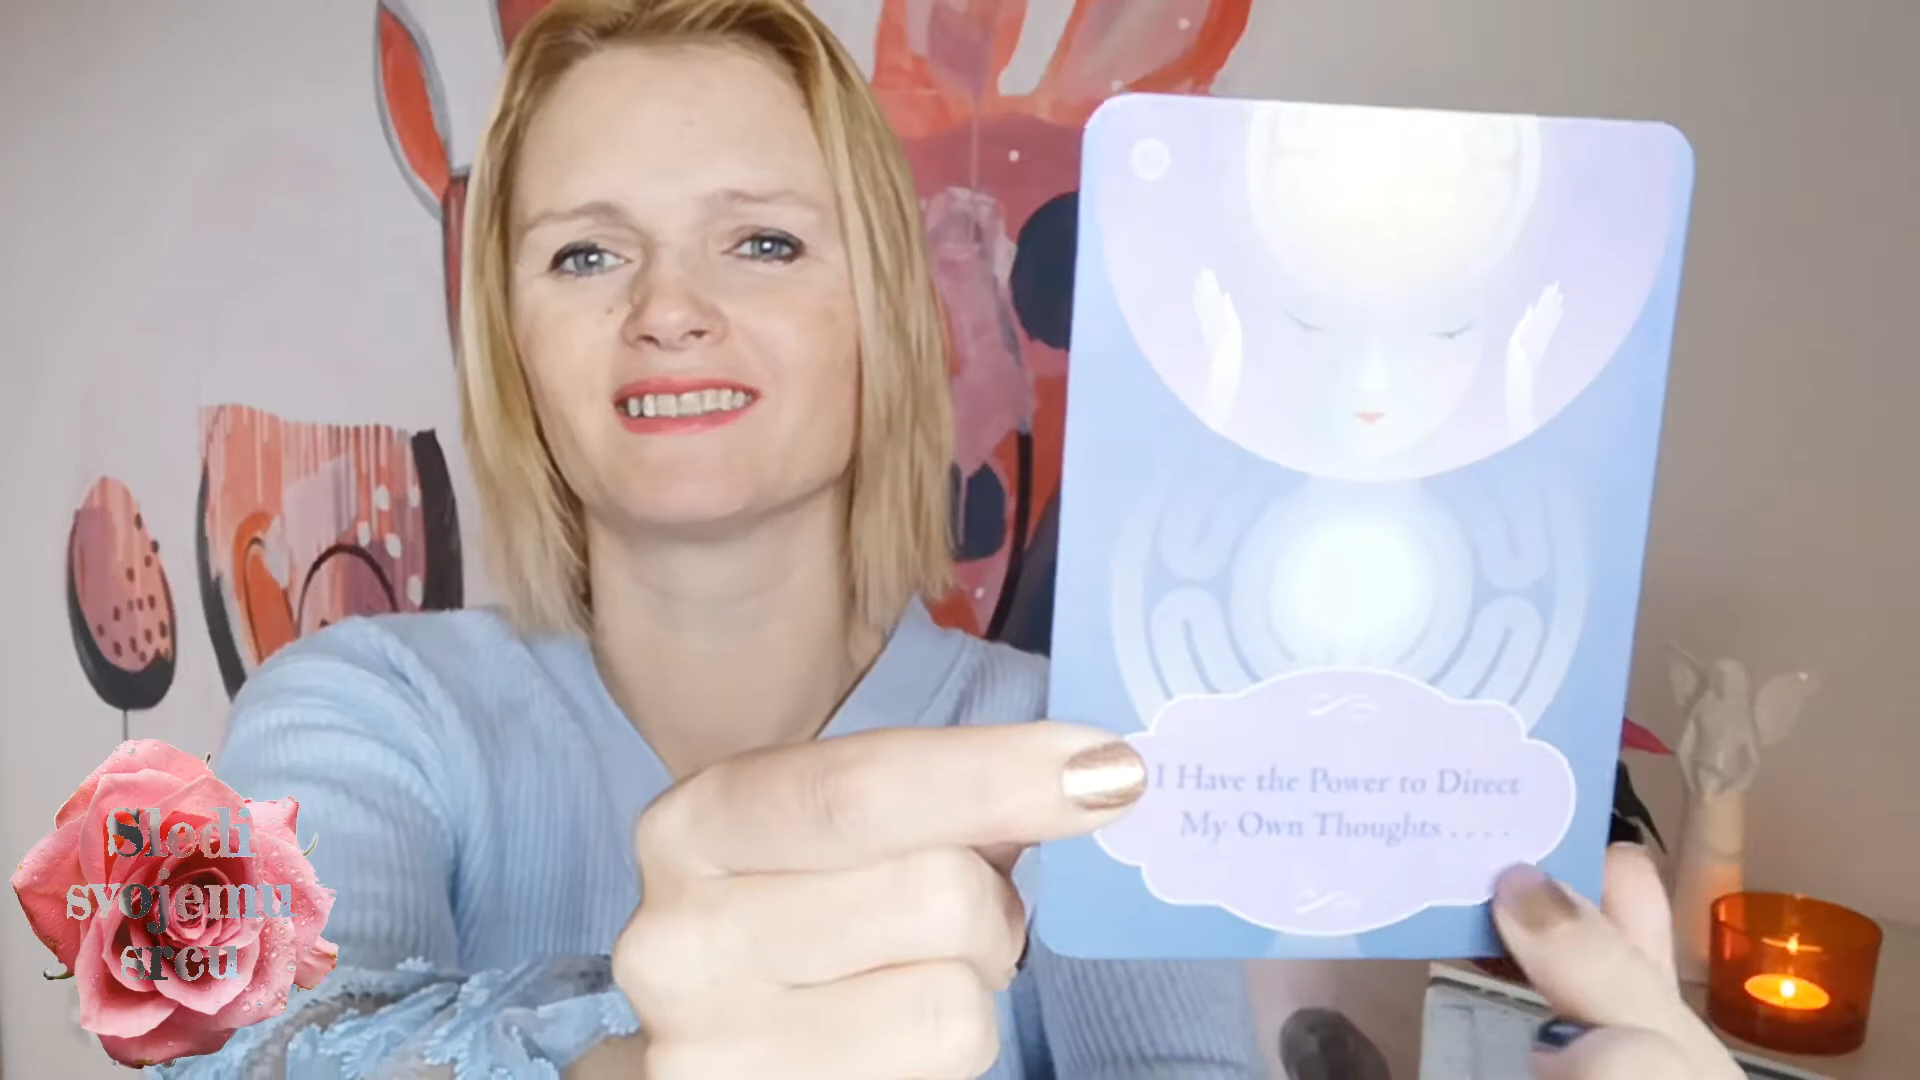 I Have the Power to Direct
My Own Thoughts . . . .
Sledi
svojemu
srcu